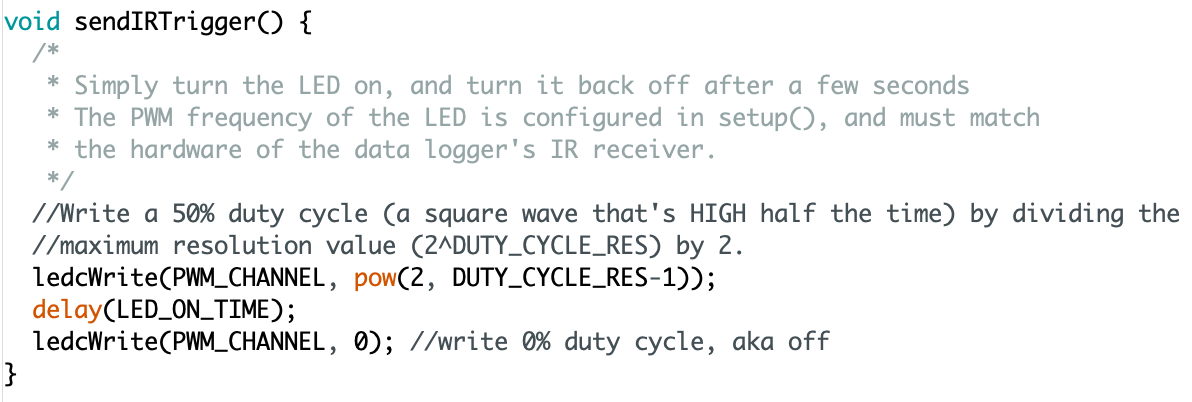 void sendIRTrigger() {
  /*
   * Simply turn the LED on, and turn it back off after a few seconds
   * The PWM frequency of the LED is configured in setup(), and must match
   * the hardware of the data logger's IR receiver.
   */
  //Write a 50% duty cycle (a square wave that's HIGH half the time) by dividing the
  //maximum resolution value (2^DUTY_CYCLE_RES) by 2.
  ledcWrite(PWM_CHANNEL, pow(2, DUTY_CYCLE_RES-1));
  delay(LED_ON_TIME);
  ledcWrite(PWM_CHANNEL, 0); //write 0% duty cycle, aka off
}